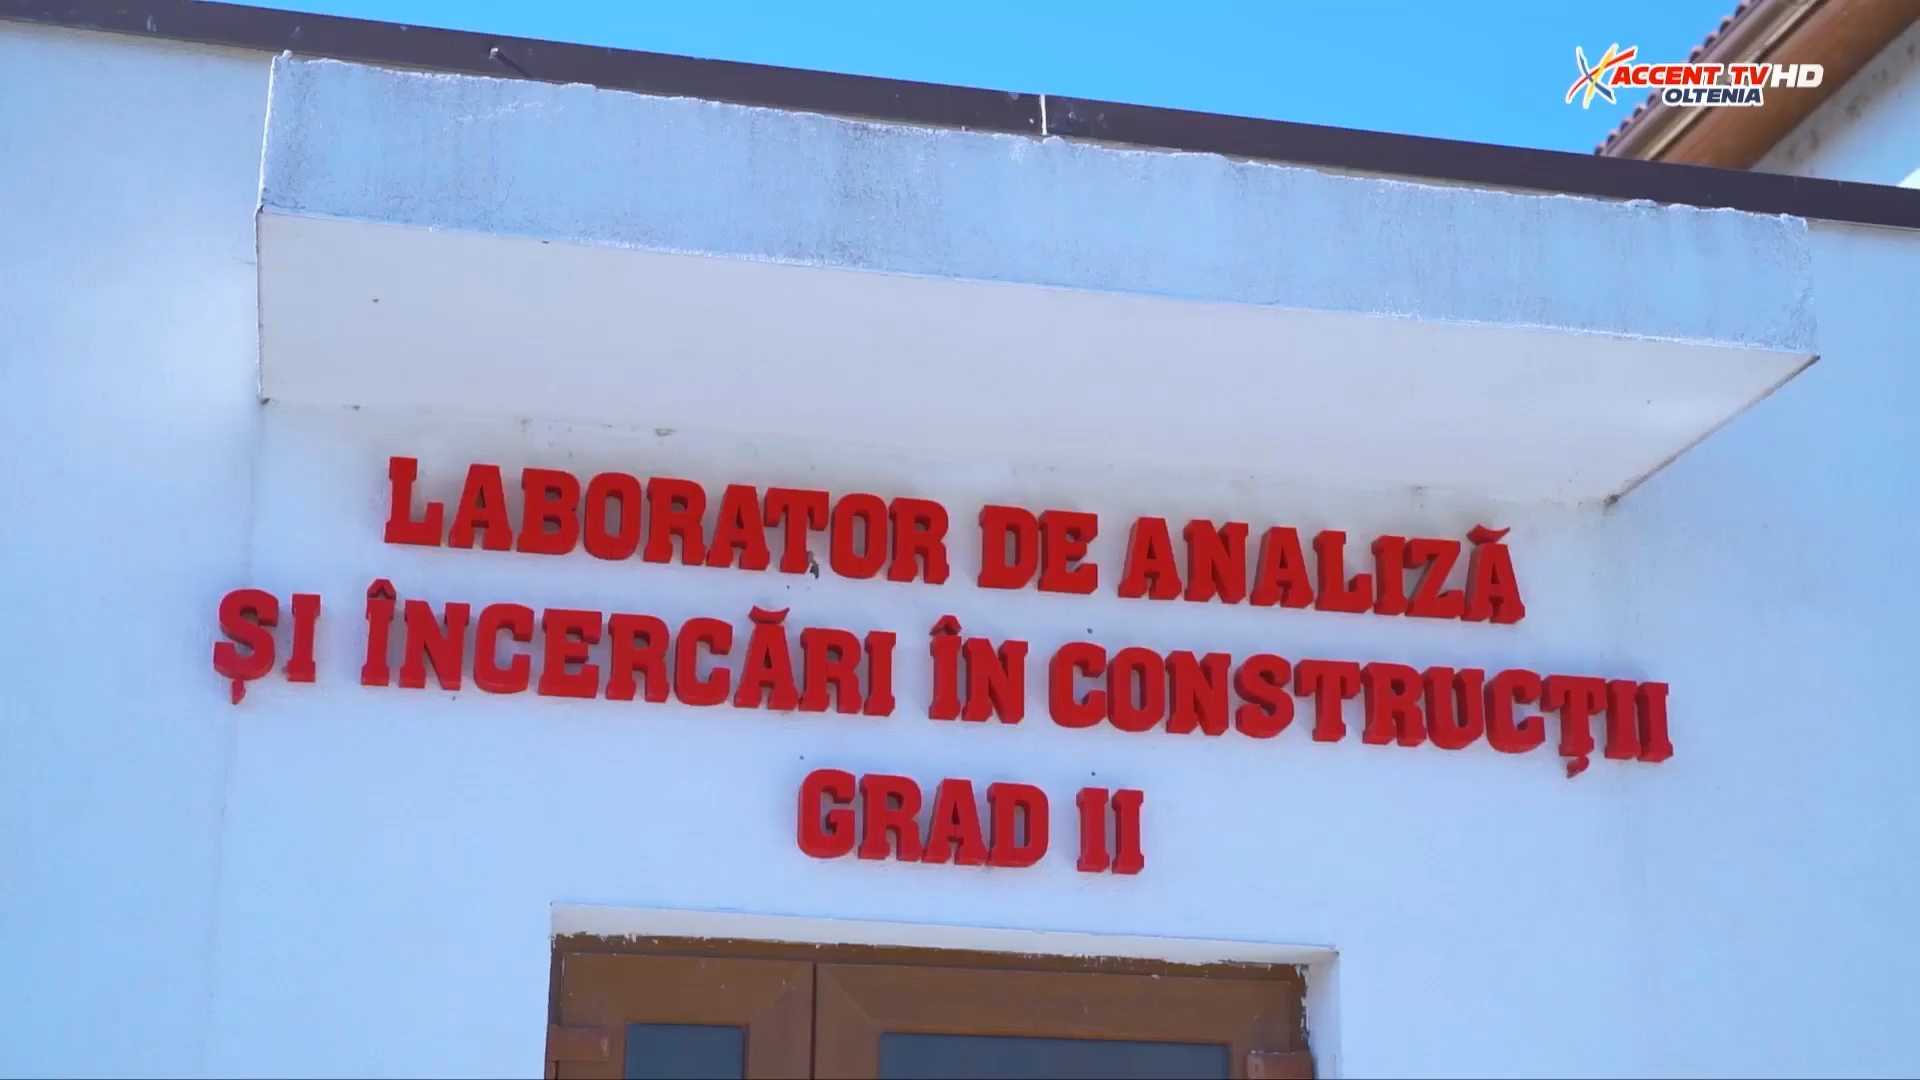 ACCENT TV HD
OLTENIA
LABORATOR DE ANALIZĂ
ȘI ÎNCERCĂRI ÎN CONSTRUCȚII
GRAD II